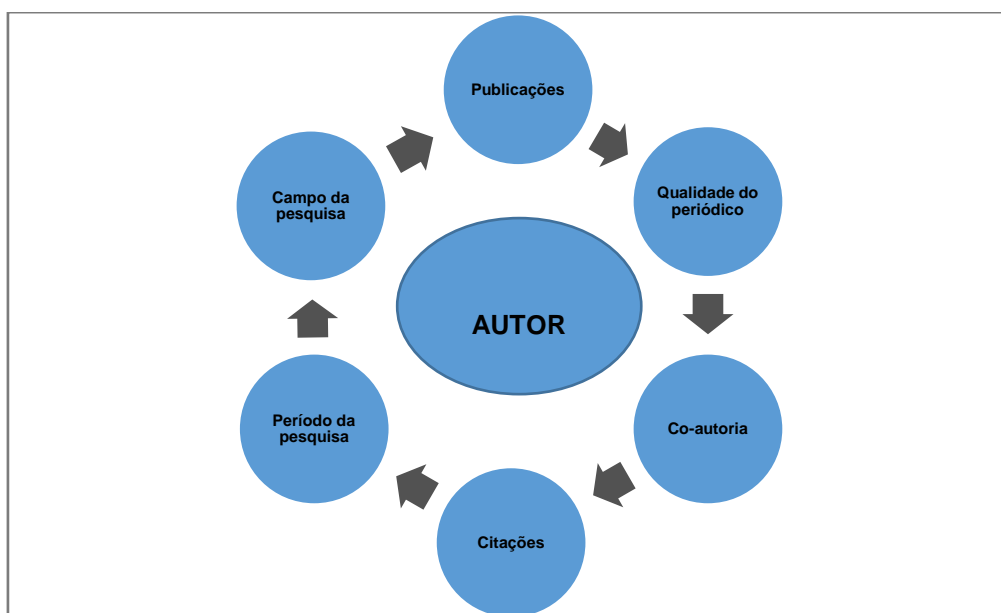 Publicações
Qualidade do
periódico
Campo da
pesquisa
AUTOR
Co-autoria
Período da
pesquisa
Citações